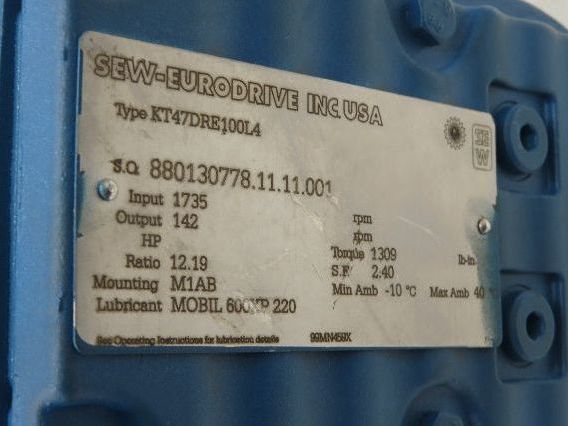 SEW-EURODRIVE INC. USA
Type KT47DRE100L4
SEW
S.O. 880130778.11.11.001
Input 1735 rpm
Output 142 rpm
HP Torque 1309 lb-in.
Ratio 12.19 S.F. 2.40
Mounting M1AB Min Amb -10 °C Max Amb 40 °C
Lubricant MOBIL 600XP 220
See Operating Instructions for lubrication details 99MN459X